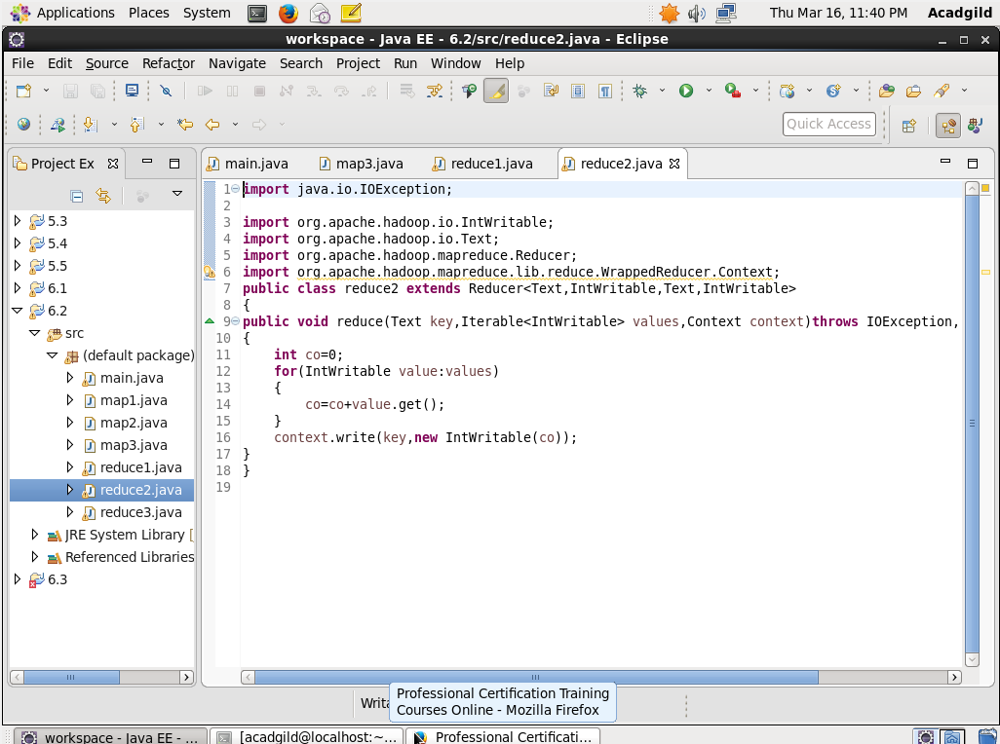 Applications Places System Thu Mar 16, 11:40 PM Acadgild
workspace - Java EE - 6.2/src/reduce2.java - Eclipse
File Edit Source Refactor Navigate Search Project Run Window Help
Quick Access
Project Ex
main.java map3.java reduce1.java reduce2.java
5.3
5.4
5.5
6.1
6.2
src
(default package)
main.java
map1.java
map2.java
map3.java
reduce1.java
reduce2.java
reduce3.java
JRE System Library [
Referenced Libraries
6.3
1 import java.io.IOException;
2
3 import org.apache.hadoop.io.IntWritable;
4 import org.apache.hadoop.io.Text;
5 import org.apache.hadoop.mapreduce.Reducer;
6 import org.apache.hadoop.mapreduce.lib.reduce.WrappedReducer.Context;
7 public class reduce2 extends Reducer<Text,IntWritable,Text,IntWritable>
8 {
9 public void reduce(Text key,Iterable<IntWritable> values,Context context)throws IOException,
10 {
11     int co=0;
12     for(IntWritable value:values)
13     {
14         co=co+value.get();
15     }
16     context.write(key,new IntWritable(co));
17 }
18 }
19
Writa
Professional Certification Training
Courses Online - Mozilla Firefox
workspace - Java EE - ... [acadgild@localhost:~... Professional Certificati...